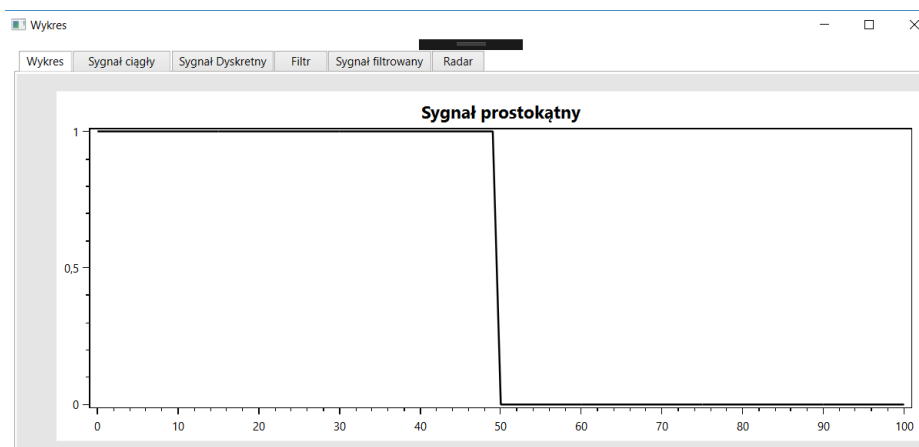 Wykres
Wykres Sygnał ciągły Sygnał Dyskretny Filtr Sygnał filtrowany Radar
Sygnał prostokątny
1
0,5
0
0 10 20 30 40 50 60 70 80 90 100